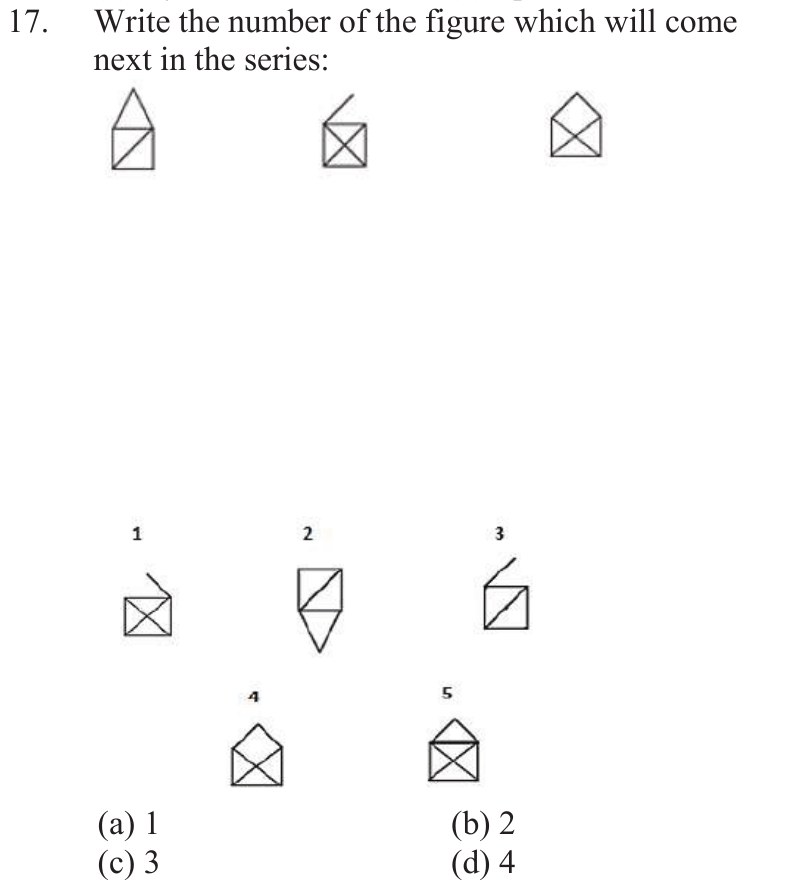 17. Write the number of the figure which will come
next in the series:
1 2 3
4 5
(a) 1 (b) 2
(c) 3 (d) 4